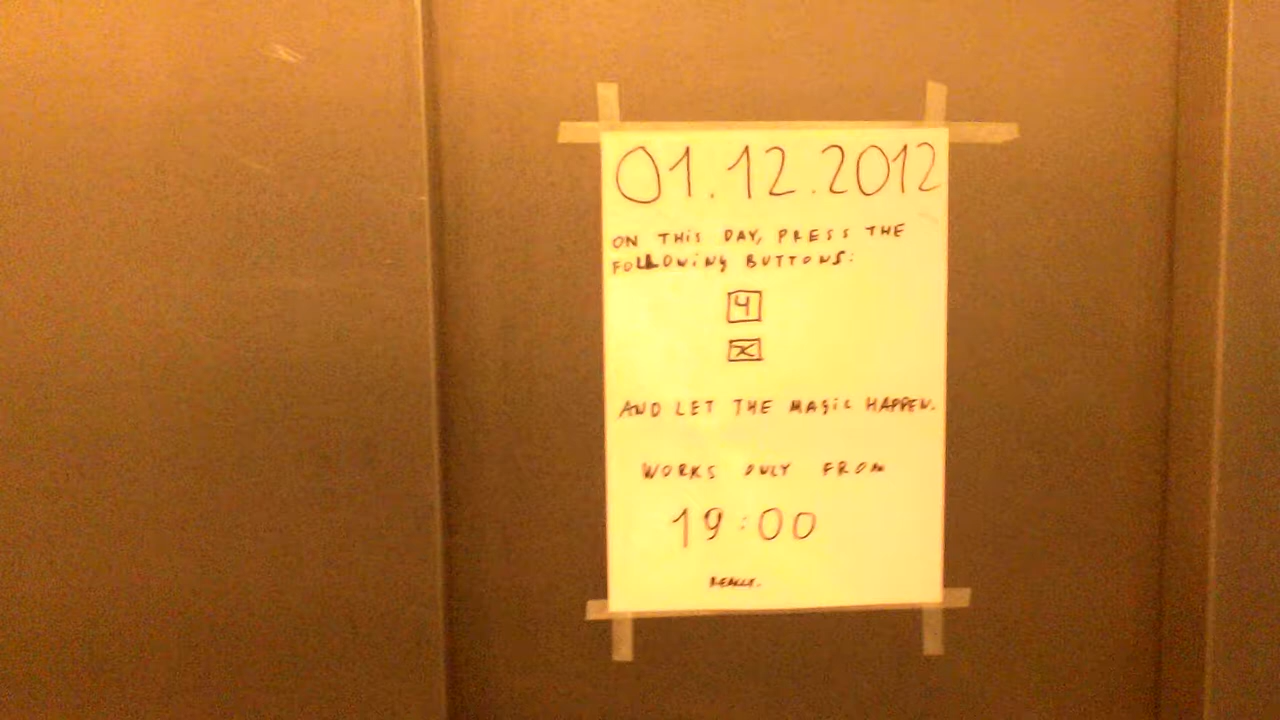 01.12.2012
ON THiS DAY, PRESS THE
FOLLOWiNg BUTTONS:
4
X
AND LET THE MAgiC HAPPEN.
WORKS ONLY FROM
19:00
REALLY.